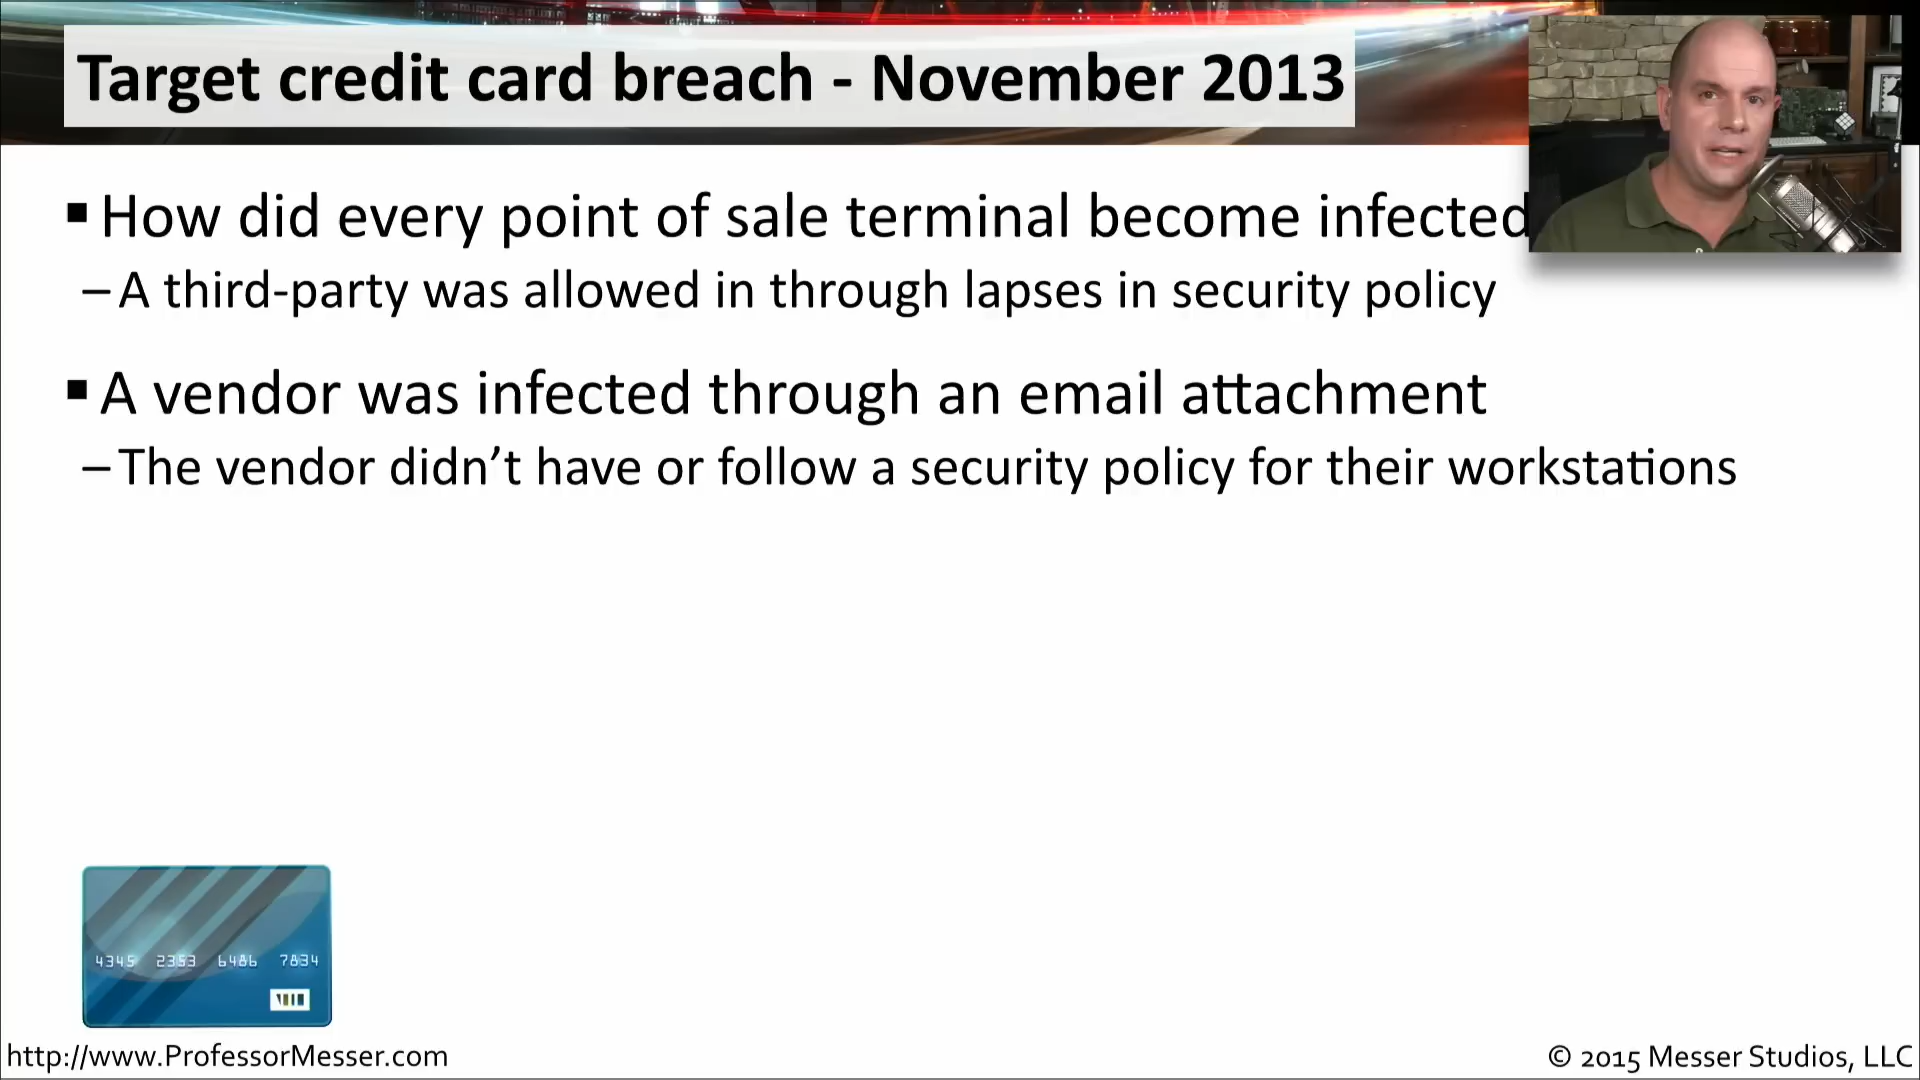 Target credit card breach - November 2013
▪ How did every point of sale terminal become infected
– A third-party was allowed in through lapses in security policy
▪ A vendor was infected through an email attachment
– The vendor didn’t have or follow a security policy for their workstations
4345 2353 6486 7834
http://www.ProfessorMesser.com
© 2015 Messer Studios, LLC